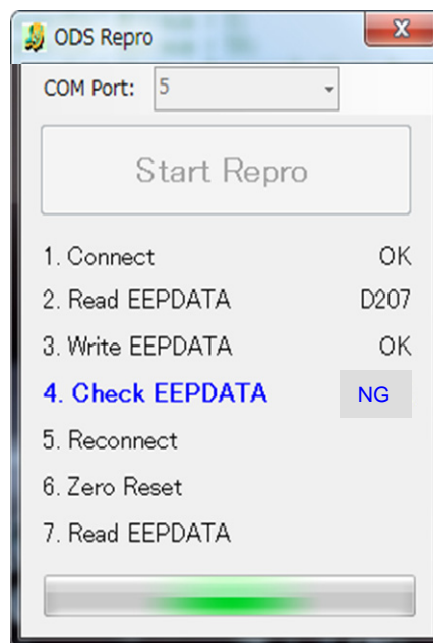 ODS Repro
X
COM Port: 5
Start Repro
1. Connect OK
2. Read EEPDATA D207
3. Write EEPDATA OK
4. Check EEPDATA NG
5. Reconnect
6. Zero Reset
7. Read EEPDATA